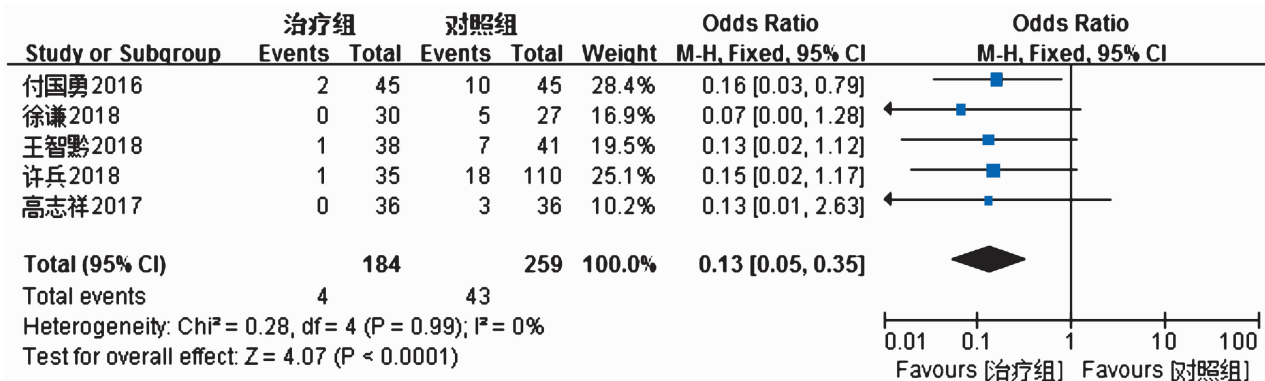 治疗组 对照组 Odds Ratio Odds Ratio
Study or Subgroup Events Total Events Total Weight M-H, Fixed, 95% CI M-H, Fixed, 95% CI
付国勇2016 2 45 10 45 28.4% 0.16 [0.03, 0.79]
徐谦2018 0 30 5 27 16.9% 0.07 [0.00, 1.28]
王智黔2018 1 38 7 41 19.5% 0.13 [0.02, 1.12]
许兵2018 1 35 18 110 25.1% 0.15 [0.02, 1.17]
高志祥2017 0 36 3 36 10.2% 0.13 [0.01, 2.63]
Total (95% CI) 184 259 100.0% 0.13 [0.05, 0.35]
Total events 4 43
Heterogeneity: Chi² = 0.28, df = 4 (P = 0.99); I² = 0%
Test for overall effect: Z = 4.07 (P < 0.0001)
0.01 0.1 1 10 100
Favours [治疗组] Favours [对照组]